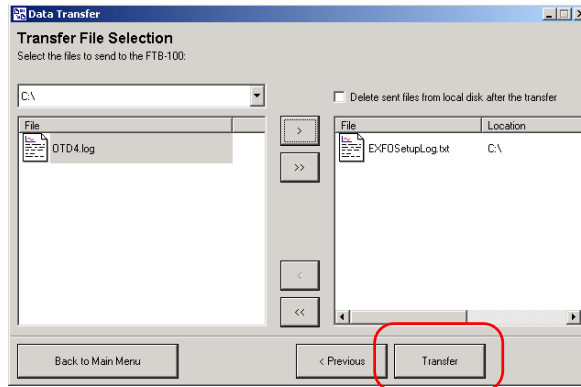 Data Transfer
Transfer File Selection
Select the files to send to the FTB-100:
C:\
Delete sent files from local disk after the transfer
File
OTD4.log
>
>>
<
<<
File Location
EXFOSetupLog.txt C:\
Back to Main Menu
< Previous
Transfer